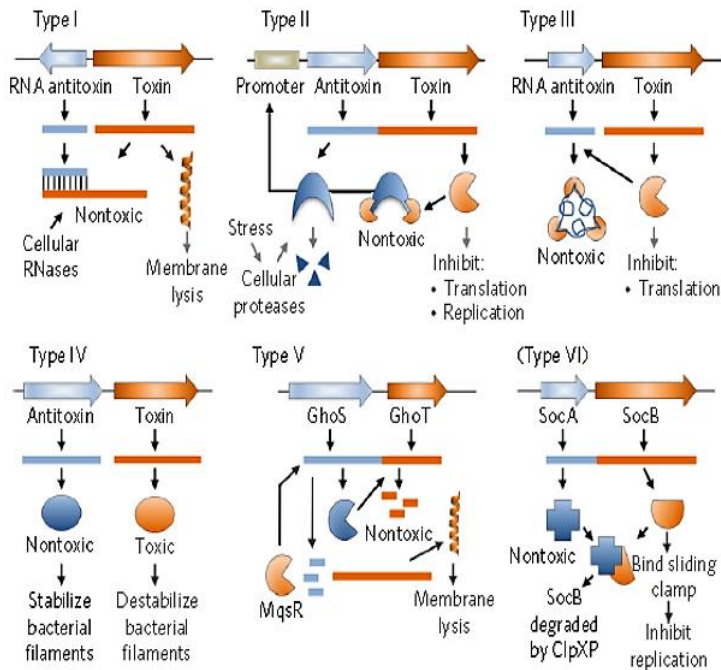 Type I
RNA antitoxin Toxin
Nontoxic
Cellular
RNases
Membrane
lysis
Type II
Promoter Antitoxin Toxin
Stress
Cellular
proteases
Nontoxic
Inhibit:
• Translation
• Replication
Type III
RNA antitoxin Toxin
Nontoxic
Inhibit:
• Translation
Type IV
Antitoxin Toxin
Nontoxic Toxic
Stabilize
bacterial
filaments
Destabilize
bacterial
filaments
Type V
GhoS GhoT
Nontoxic
MqsR
Membrane
lysis
(Type VI)
SocA SocB
Nontoxic
SocB
degraded
by ClpXP
Bind sliding
clamp
Inhibit
replication